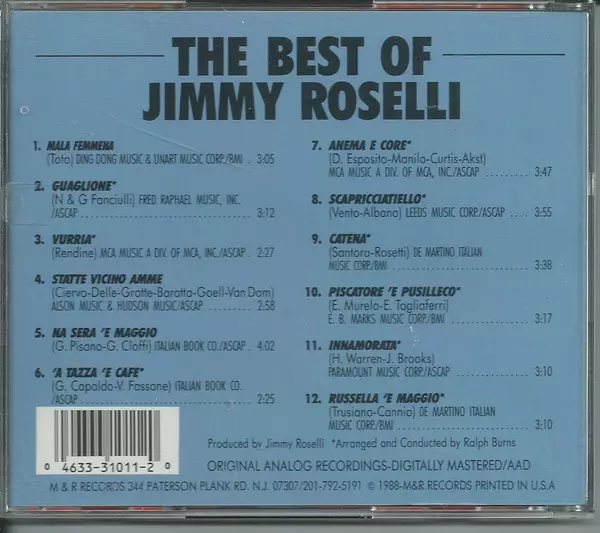 THE BEST OF
JIMMY ROSELLI
1. MALA FEMMENA
(Toto) DING DONG MUSIC & UNART MUSIC CORP./BMI . 3:05
2. GUAGLIONE*
(N & G Fanciulli) FRED RAPHAEL MUSIC, INC.
/ASCAP 3:12
3. VURRIA*
(Rendine) MCA MUSIC A DIV. OF MCA, INC./ASCAP . 2:27
4. STATTE VICINO AMME
(Ciervo-Delle-Grotte-Baratta-Goell-Van Dam)
ALSON MUSIC & HUDSON MUSIC/ASCAP 2:58
5. NA SERA 'E MAGGIO
(G. Pisano-G. Cloffi) ITALIAN BOOK CO./ASCAP . 4:02
6. 'A TAZZA 'E CAFE*
(G. Capaldo-V. Fassone) ITALIAN BOOK CO.
/ASCAP 2:25
7. ANEMA E CORE*
(D. Esposito-Manilo-Curtis-Akst)
MCA MUSIC A DIV. OF MCA, INC./ASCAP 3:47
8. SCAPRICCIATIELLO*
(Vento-Albano) LEEDS MUSIC CORP./ASCAP .... 3:55
9. CATENA*
(Santora-Rosetti) DE MARTINO ITALIAN
MUSIC CORP./BMI 3:38
10. PISCATORE 'E PUSILLECO*
(E. Murelo-E. Tagliaferri)
E. B. MARKS MUSIC CORP./BMI 3:17
11. INNAMORATA*
(H. Warren-J. Brooks)
PARAMOUNT MUSIC CORP./ASCAP 3:10
12. RUSSELLA 'E MAGGIO*
(Trusiano-Cannio) DE MARTINO ITALIAN
MUSIC CORP./BMI 3:10
0 4633-31011-2 0
Produced by Jimmy Roselli *Arranged and Conducted by Ralph Burns
ORIGINAL ANALOG RECORDINGS-DIGITALLY MASTERED/AAD
M & R RECORDS 344 PATERSON PLANK RD. N.J. 07307/201-792-5191 © 1988-M&R RECORDS PRINTED IN U.S.A